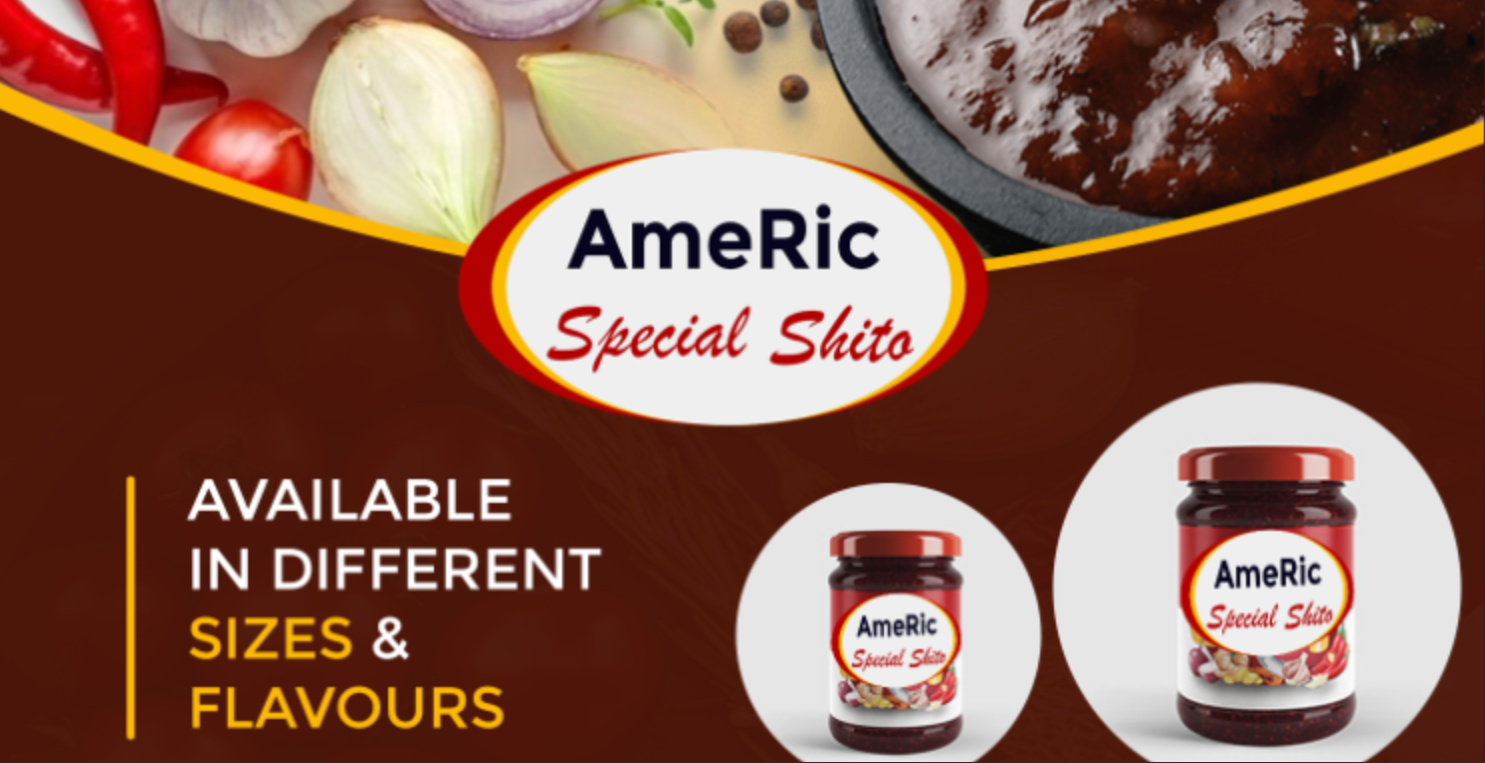 AmeRic
Special Shito
AVAILABLE
IN DIFFERENT
SIZES &
FLAVOURS
AmeRic
Special Shito
AmeRic
Special Shito